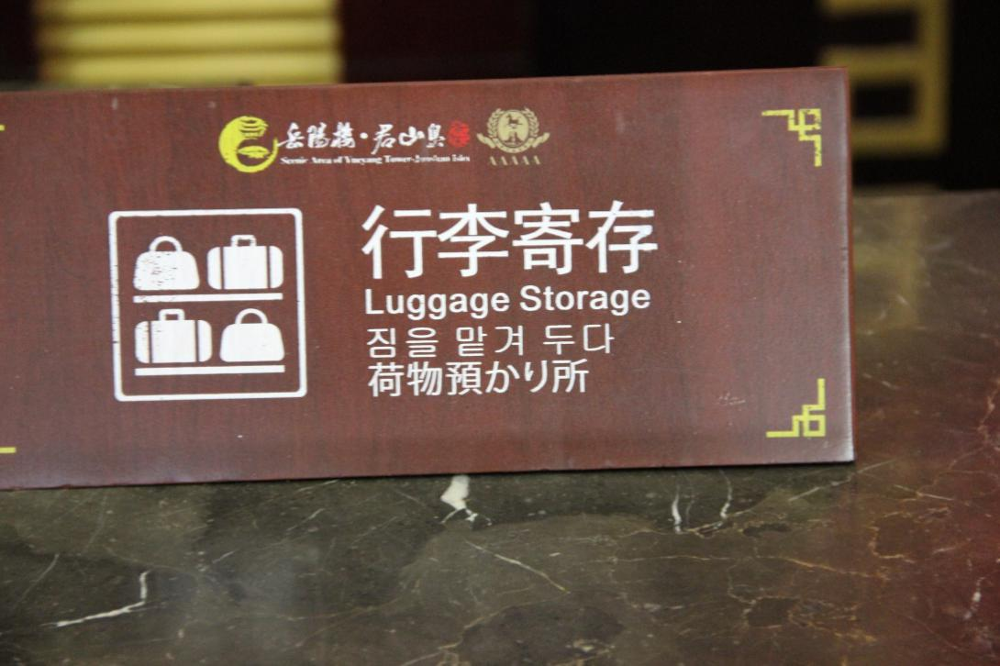 岳陽樓·君山島
Scenic Area of Yueyang Tower-Junshan Isles
AAAAA
行李寄存
Luggage Storage
짐을 맡겨 두다
荷物預かり所